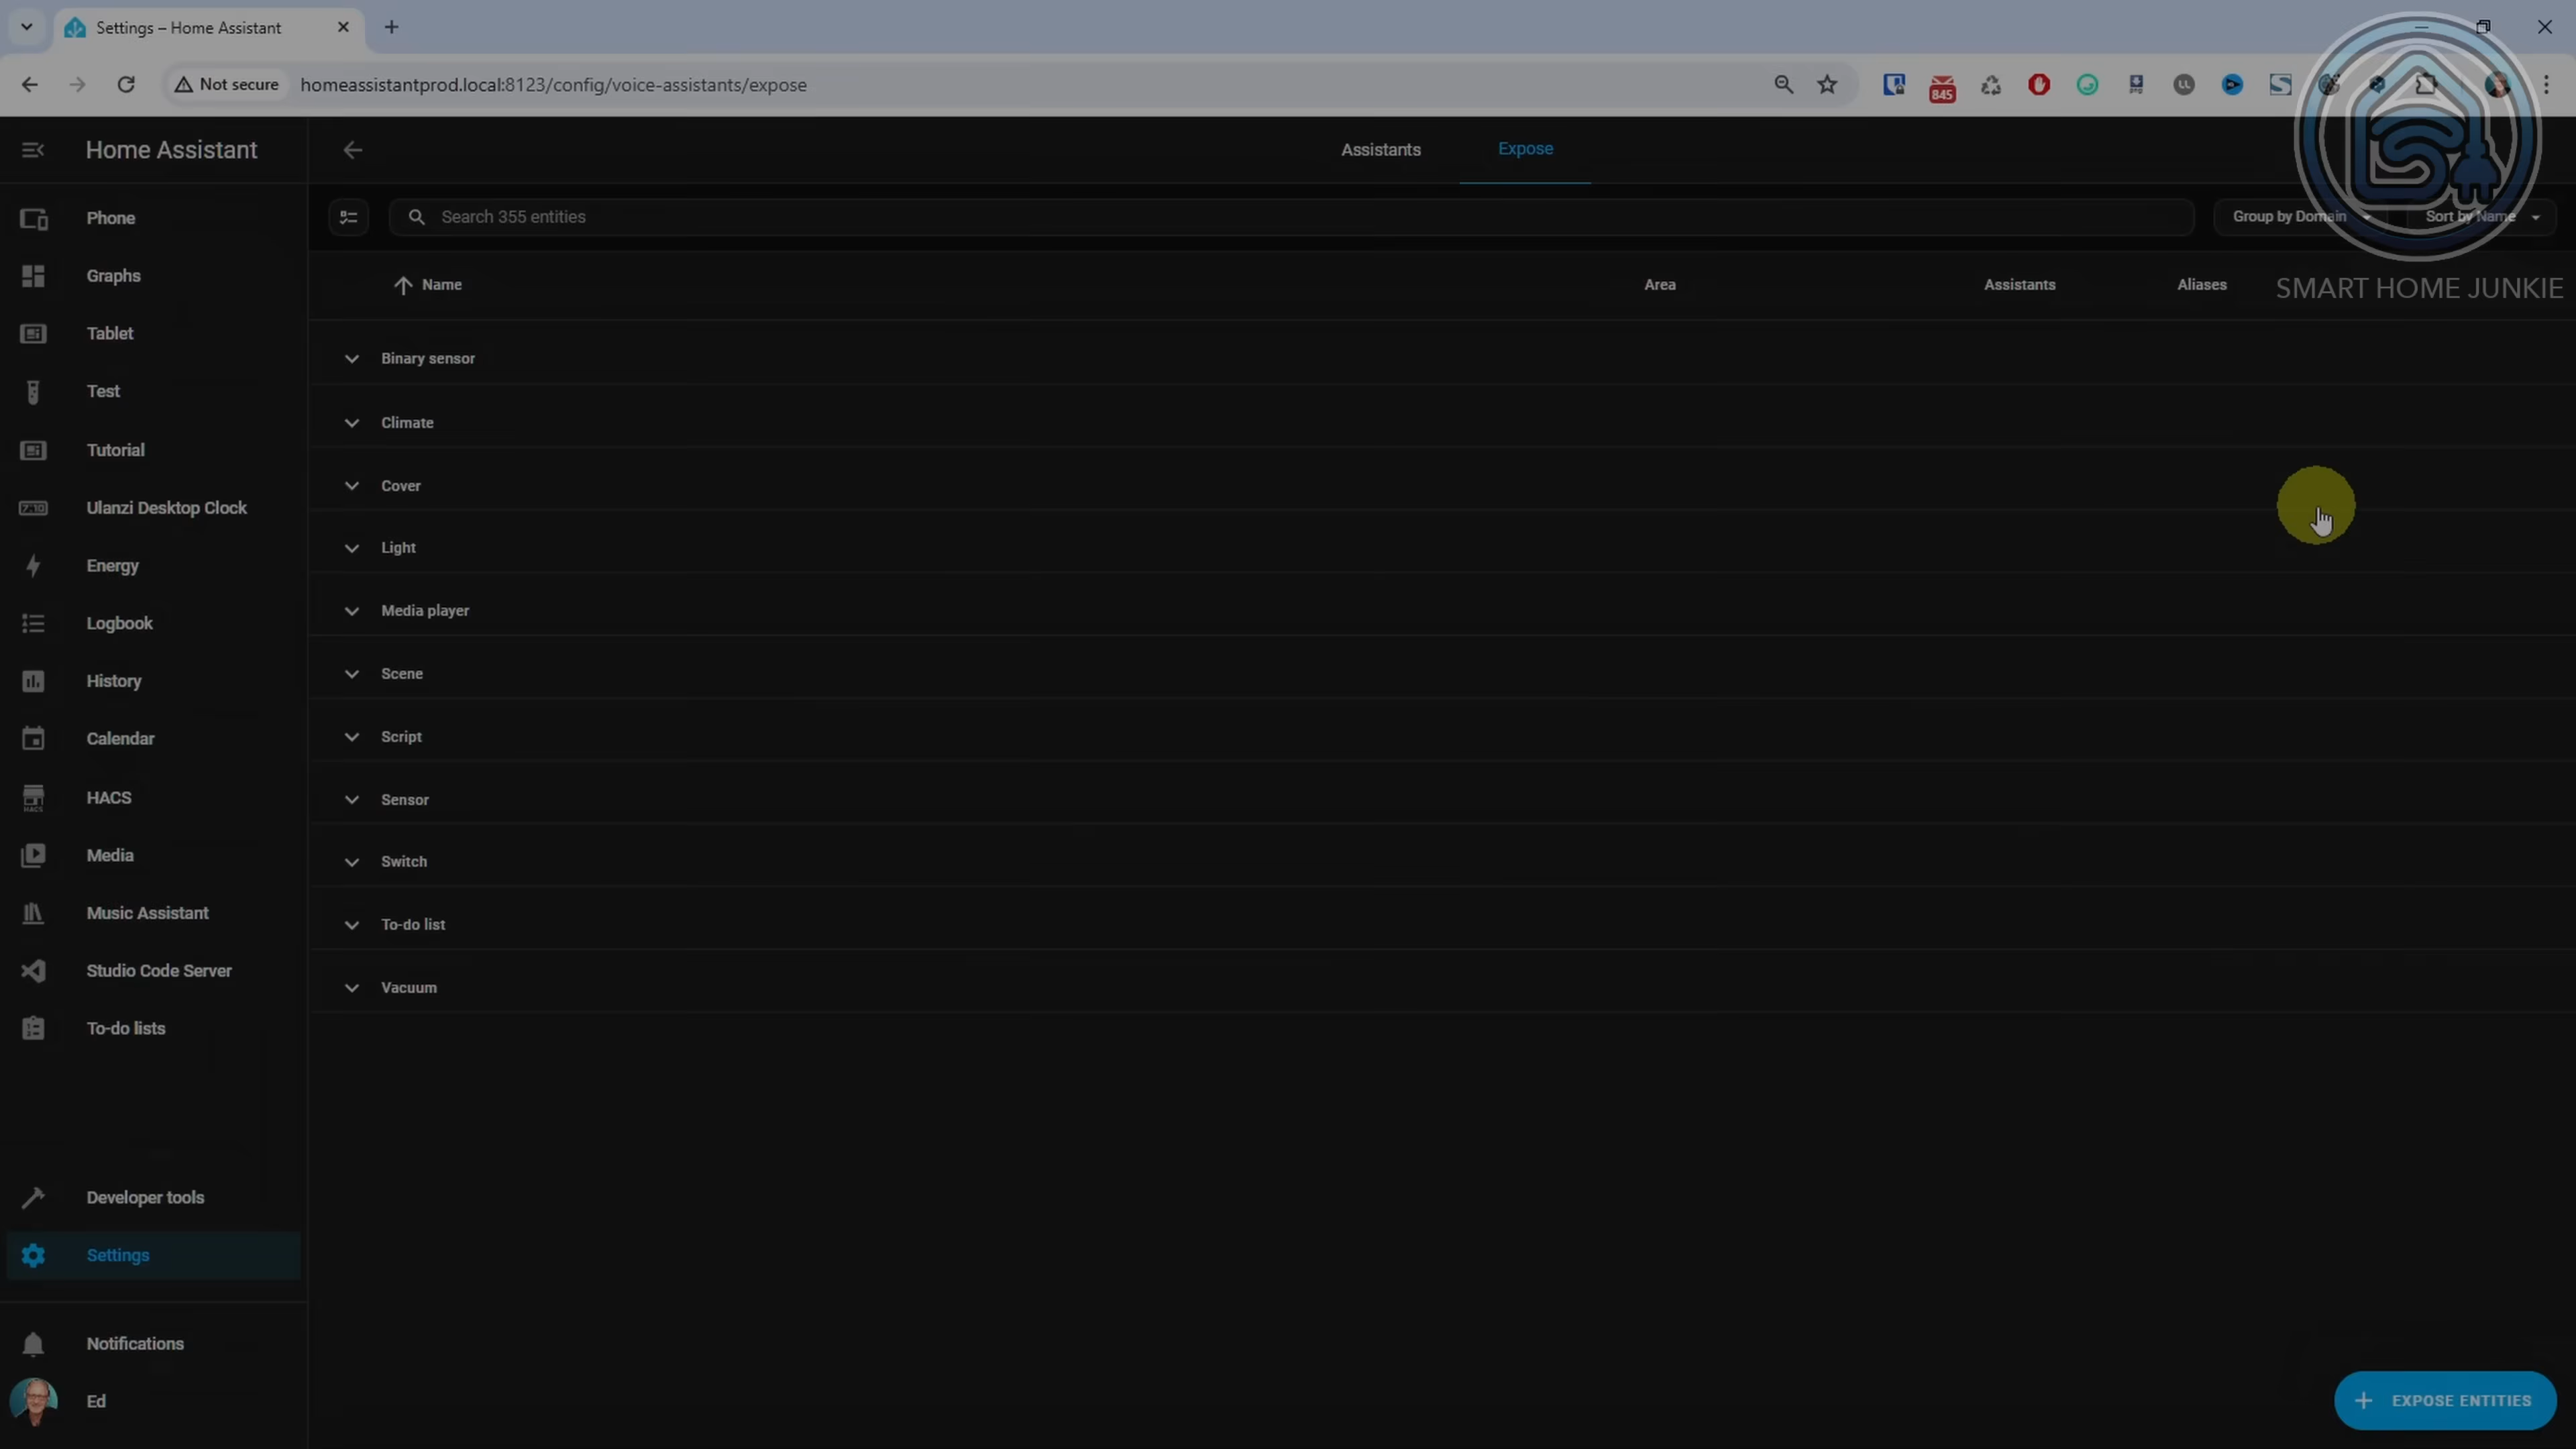 Settings – Home Assistant
Not secure
homeassistantprod.local:8123/config/voice-assistants/expose
845
Home Assistant
Assistants
Expose
Phone
Search 355 entities
Group by Domain
Sort by Name
Graphs
Name
Area
Assistants
Aliases
SMART HOME JUNKIE
Tablet
Binary sensor
Test
Climate
Tutorial
Cover
Ulanzi Desktop Clock
Light
Energy
Media player
Logbook
Scene
History
Script
Calendar
Sensor
HACS
HACS
Media
Switch
Music Assistant
To-do list
Studio Code Server
Vacuum
To-do lists
Developer tools
Settings
Notifications
Ed
EXPOSE ENTITIES